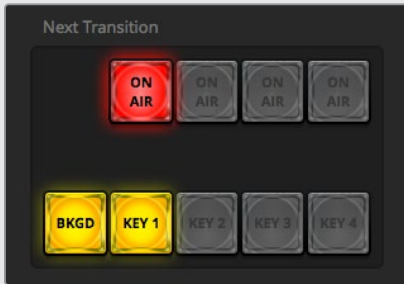 Next Transition
ON AIR
ON AIR
ON AIR
ON AIR
BKGD
KEY 1
KEY 2
KEY 3
KEY 4